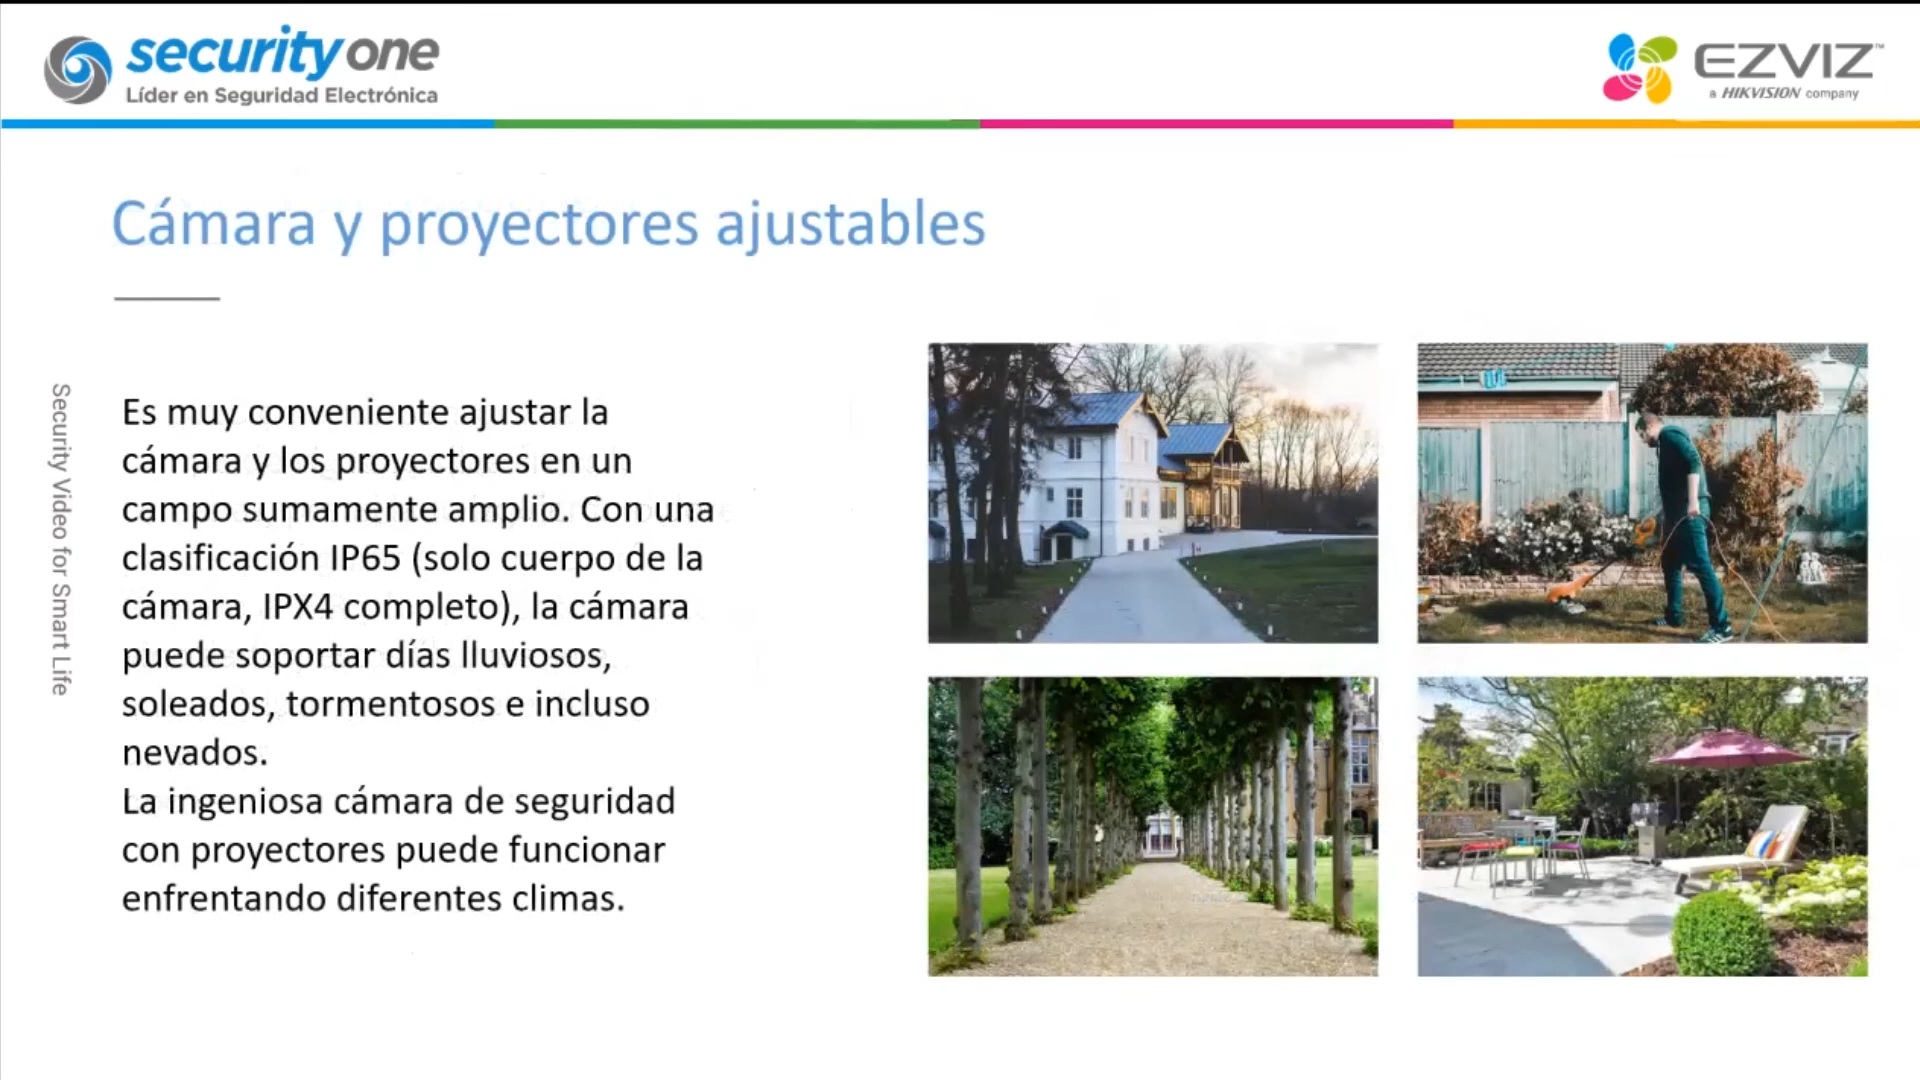 securityone
Líder en Seguridad Electrónica
EZVIZ™
a HIKVISION company
Cámara y proyectores ajustables
Security Video for Smart Life
Es muy conveniente ajustar la
cámara y los proyectores en un
campo sumamente amplio. Con una
clasificación IP65 (solo cuerpo de la
cámara, IPX4 completo), la cámara
puede soportar días lluviosos,
soleados, tormentosos e incluso
nevados.
La ingeniosa cámara de seguridad
con proyectores puede funcionar
enfrentando diferentes climas.